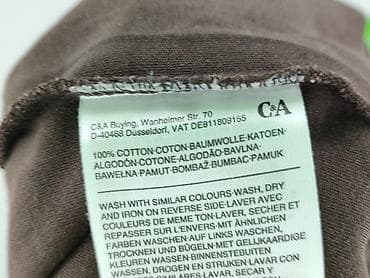 C&A Buying, Wanheimer Str. 70
D-40468 Düsseldorf, VAT DE811809155
C&A
100% COTTON-COTON-BAUMWOLLE-KATOEN-
ALGODÓN-COTONE-ALGODÃO-BAVLNA-
BAWEŁNA-PAMUT-BOMBAŽ-BUMBAC-PAMUK
WASH WITH SIMILAR COLOURS-WASH, DRY
AND IRON ON REVERSE SIDE-LAVER AVEC
COULEURS DE MEME TON-LAVER, SECHER ET
REPASSER SUR L'ENVERS-MIT ÄHNLICHEN
FARBEN WASCHEN-AUF LINKS WASCHEN,
TROCKNEN UND BÜGELN-MET GELIJKAARDIGE
KLEUREN WASSEN-BINNENSTEBUITEN
WASSEN, DROGEN EN STRIJKEN-LAVAR CON